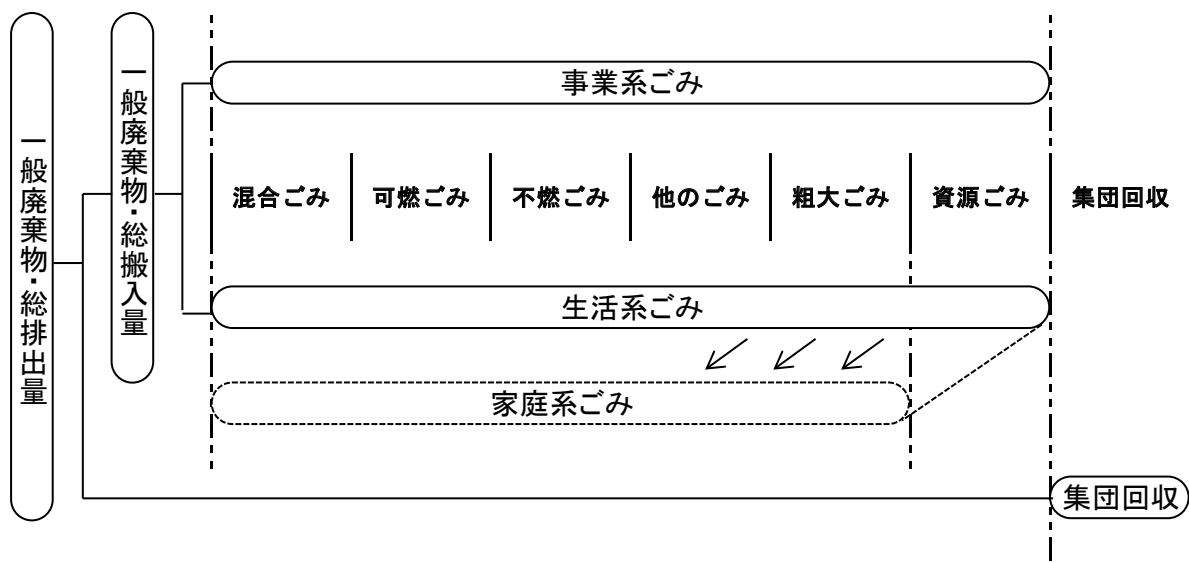 一般廃棄物・総排出量
一般廃棄物・総搬入量
事業系ごみ
混合ごみ
可燃ごみ
不燃ごみ
他のごみ
粗大ごみ
資源ごみ
集団回収
生活系ごみ
家庭系ごみ
集団回収